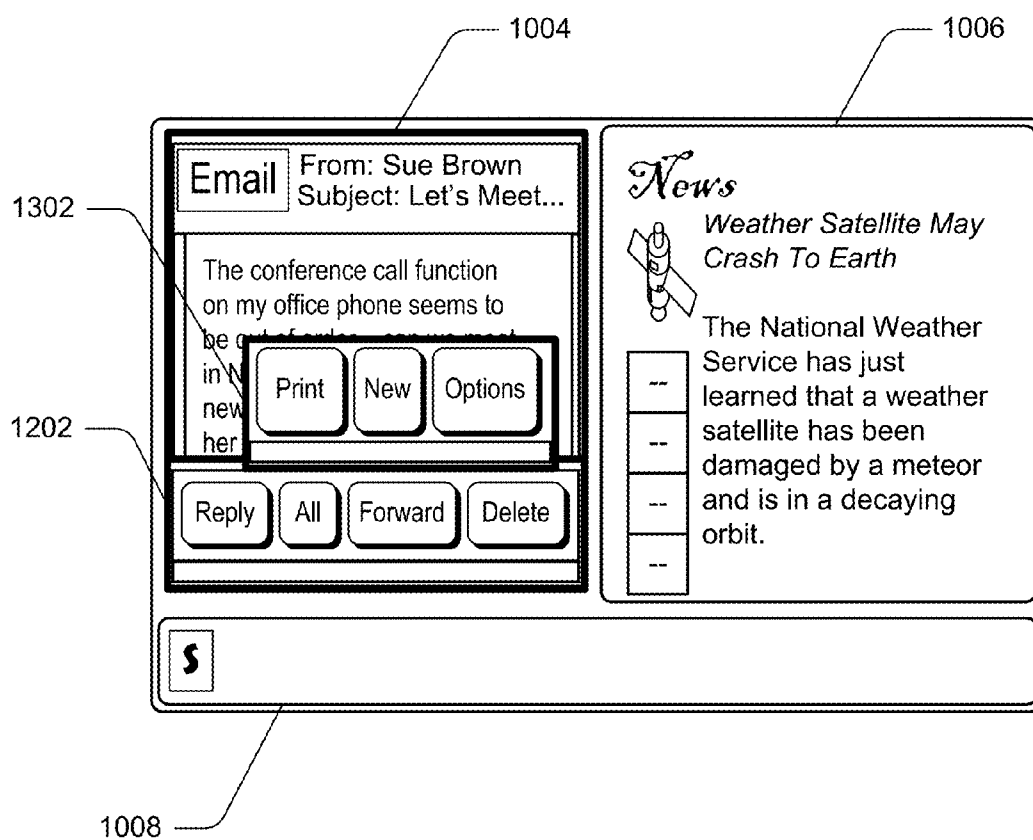 1004
1006
Email
From: Sue Brown
Subject: Let's Meet...
1302
The conference call function
on my office phone seems to
be
in
new
her
Print
New
Options
1202
Reply
All
Forward
Delete
News
Weather Satellite May
Crash To Earth
The National Weather
Service has just
learned that a weather
satellite has been
damaged by a meteor
and is in a decaying
orbit.
--
--
--
--
S
1008